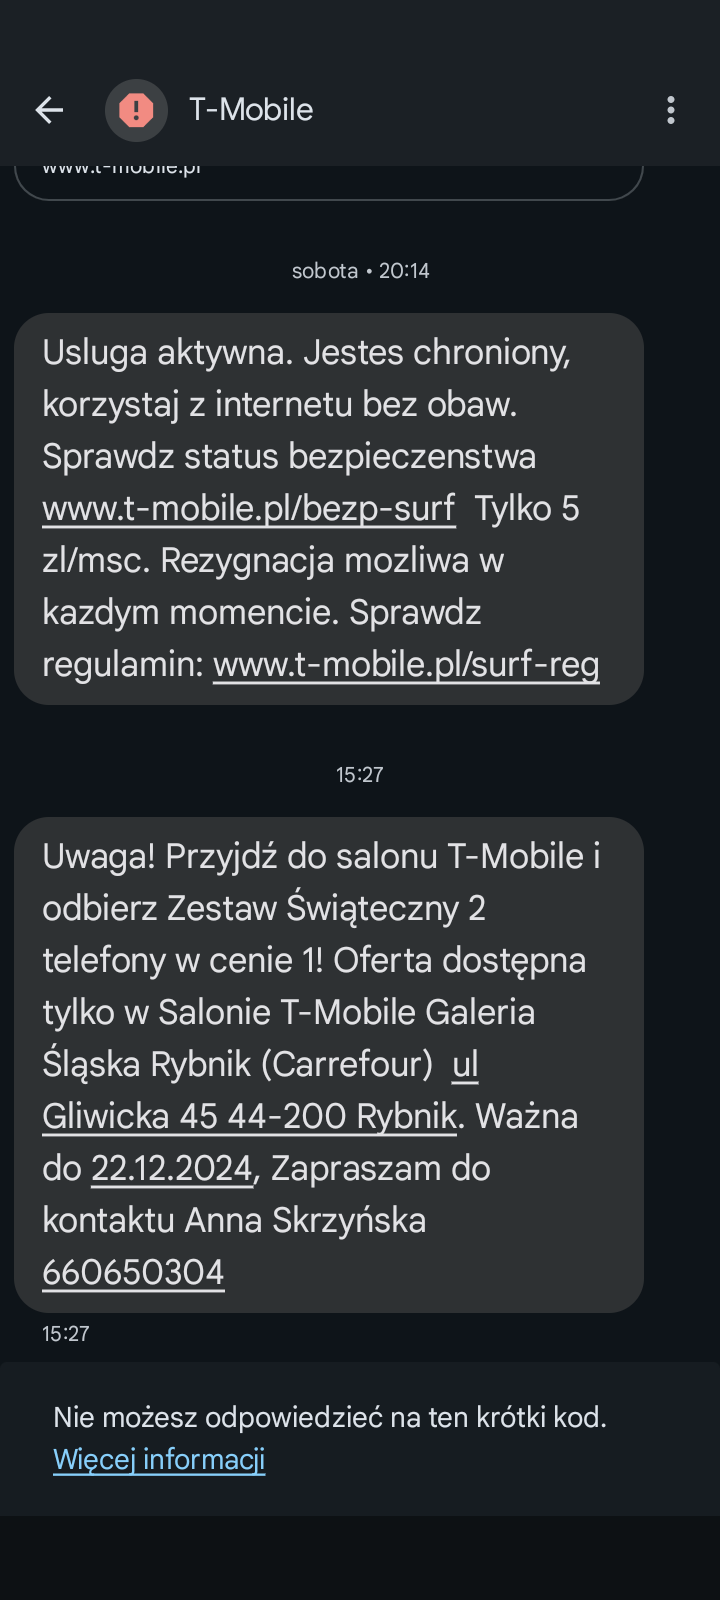 T-Mobile
www.t-mobile.pl
sobota • 20:14
Usluga aktywna. Jestes chroniony,
korzystaj z internetu bez obaw.
Sprawdz status bezpieczenstwa
www.t-mobile.pl/bezp-surf Tylko 5
zl/msc. Rezygnacja mozliwa w
kazdym momencie. Sprawdz
regulamin: www.t-mobile.pl/surf-reg
15:27
Uwaga! Przyjdź do salonu T-Mobile i
odbierz Zestaw Świąteczny 2
telefony w cenie 1! Oferta dostępna
tylko w Salonie T-Mobile Galeria
Śląska Rybnik (Carrefour) ul
Gliwicka 45 44-200 Rybnik. Ważna
do 22.12.2024, Zapraszam do
kontaktu Anna Skrzyńska
660650304
15:27
Nie możesz odpowiedzieć na ten krótki kod.
Więcej informacji